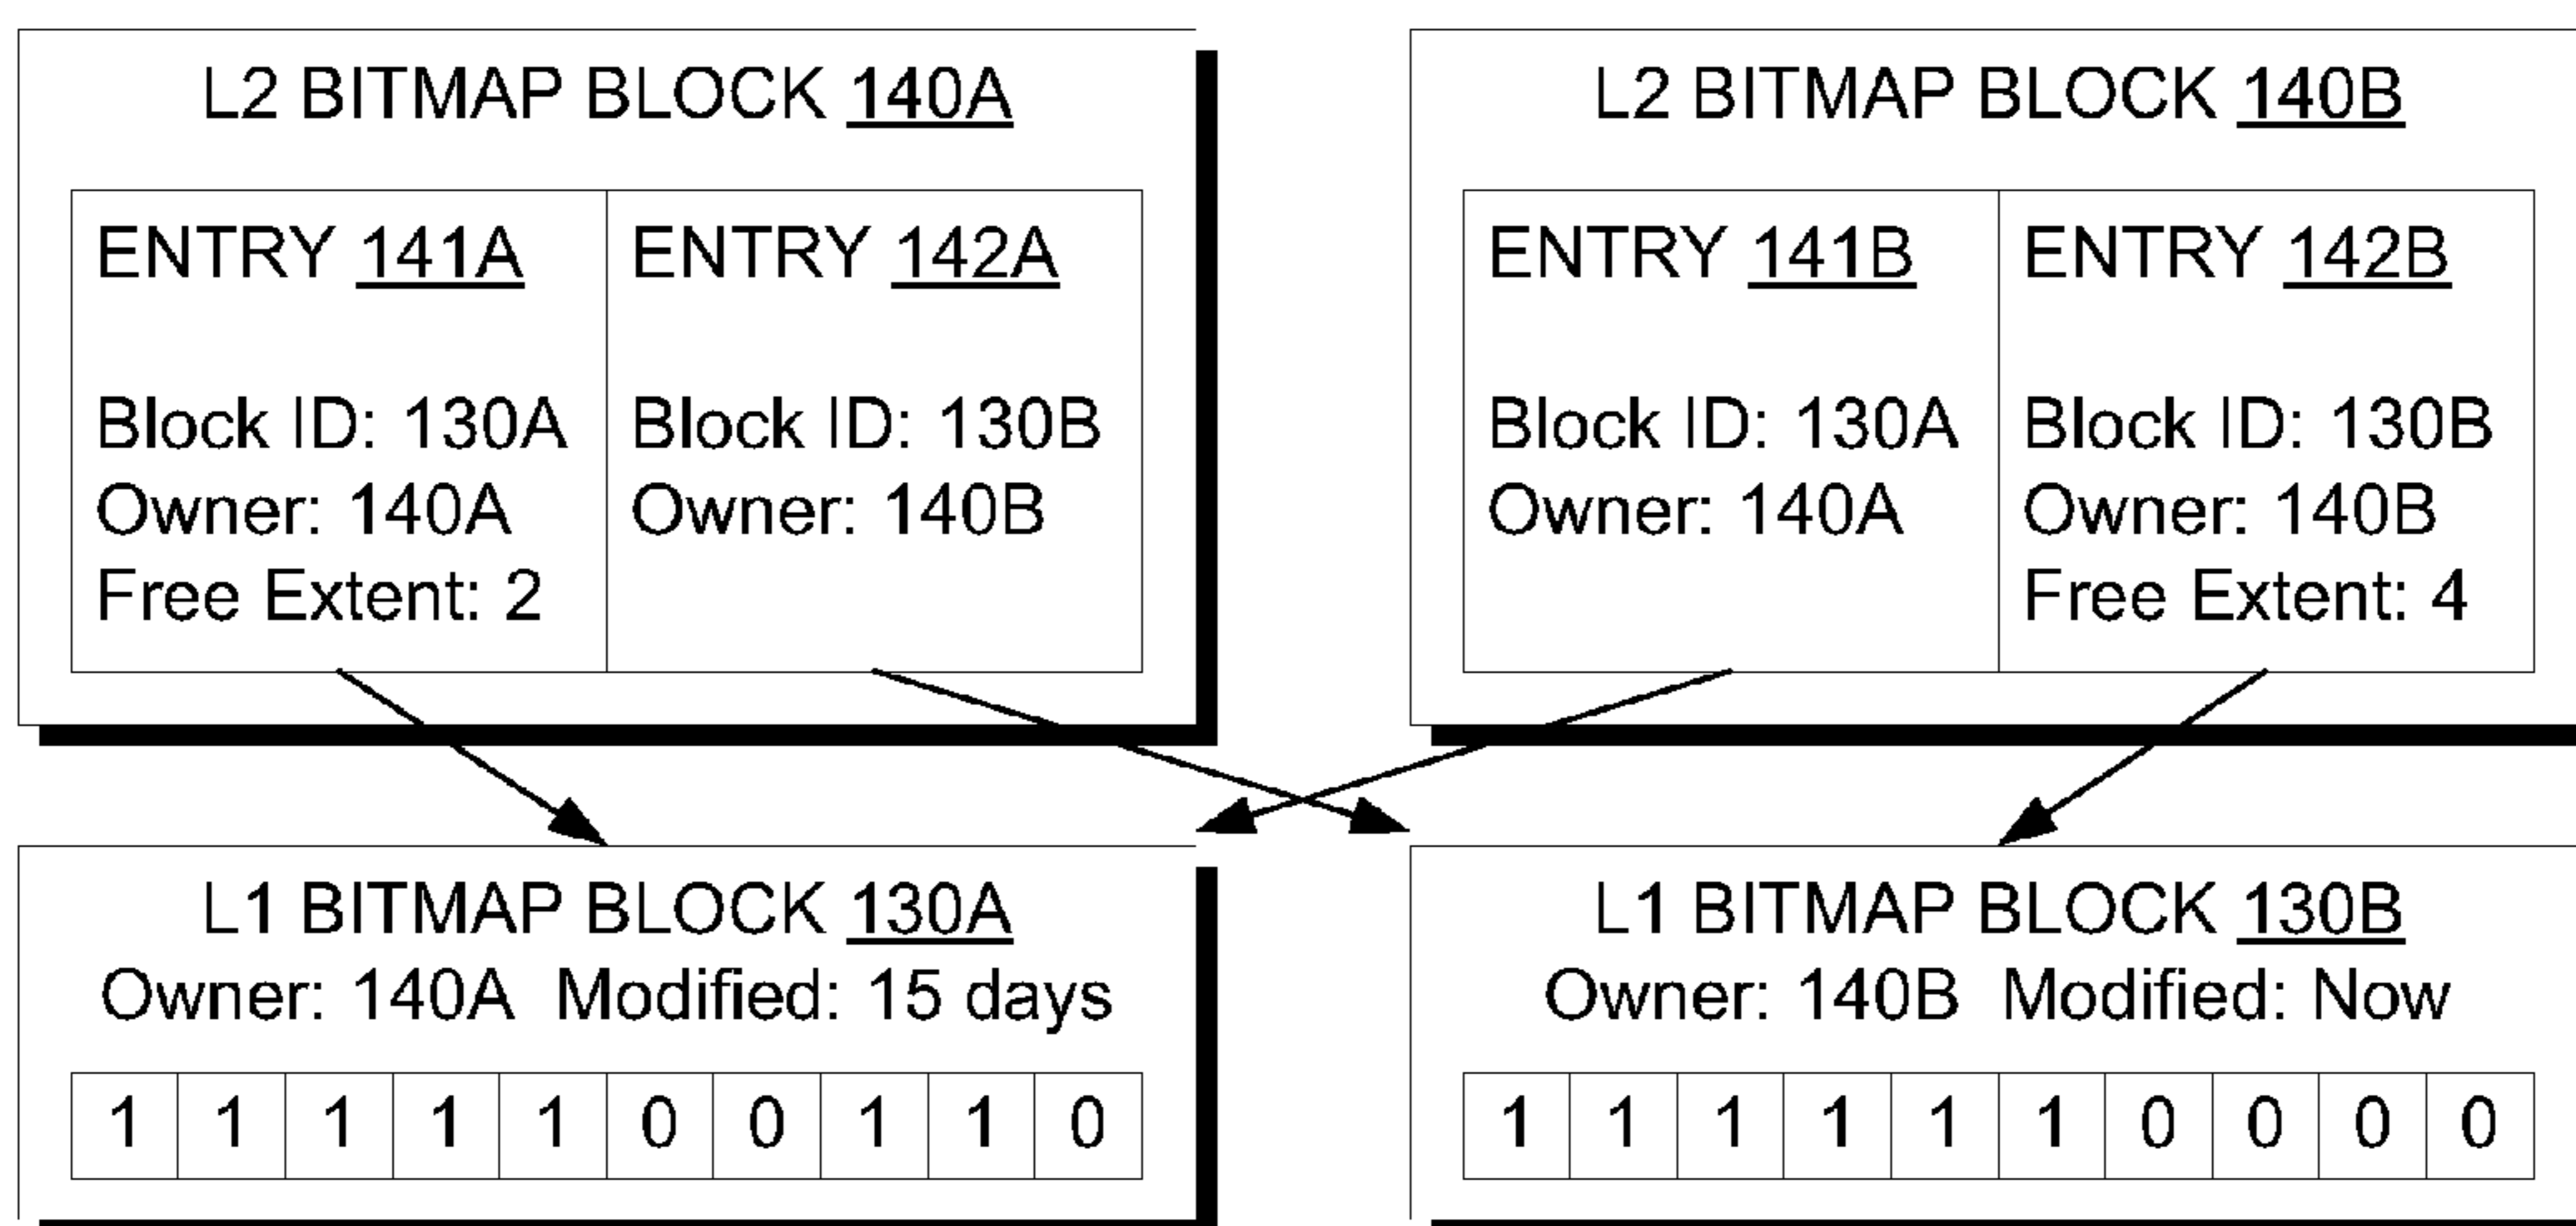 L2 BITMAP BLOCK 140A
ENTRY 141A
Block ID: 130A
Owner: 140A
Free Extent: 2
ENTRY 142A
Block ID: 130B
Owner: 140B
L2 BITMAP BLOCK 140B
ENTRY 141B
Block ID: 130A
Owner: 140A
ENTRY 142B
Block ID: 130B
Owner: 140B
Free Extent: 4
L1 BITMAP BLOCK 130A
Owner: 140A Modified: 15 days
1 1 1 1 1 0 0 1 1 0
L1 BITMAP BLOCK 130B
Owner: 140B Modified: Now
1 1 1 1 1 1 0 0 0 0